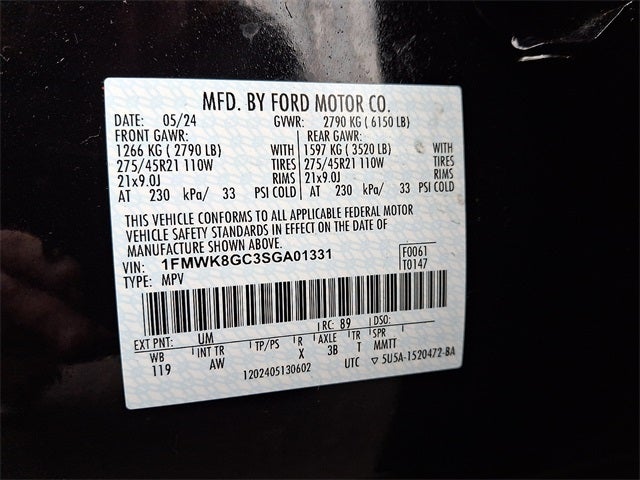 MFD. BY FORD MOTOR CO.
DATE: 05/24 GVWR: 2790 KG ( 6150 LB)
FRONT GAWR: REAR GAWR:
1266 KG ( 2790 LB) WITH 1597 KG ( 3520 LB) WITH
275/45R21 110W TIRES 275/45R21 110W TIRES
21x9.0J RIMS 21x9.0J RIMS
AT 230 kPa/ 33 PSI COLD AT 230 kPa/ 33 PSI COLD
THIS VEHICLE CONFORMS TO ALL APPLICABLE FEDERAL MOTOR
VEHICLE SAFETY STANDARDS IN EFFECT ON THE DATE OF
MANUFACTURE SHOWN ABOVE.
VIN: 1FMWK8GC3SGA01331 F0061
TYPE: MPV T0147
EXT PNT: UM RC: 89 DSO:
WB INT TR TP/PS R AXLE TR SPR
119 AW X 3B T MMTT
1202405130602 UTC ▽ 5U5A-1520472-BA